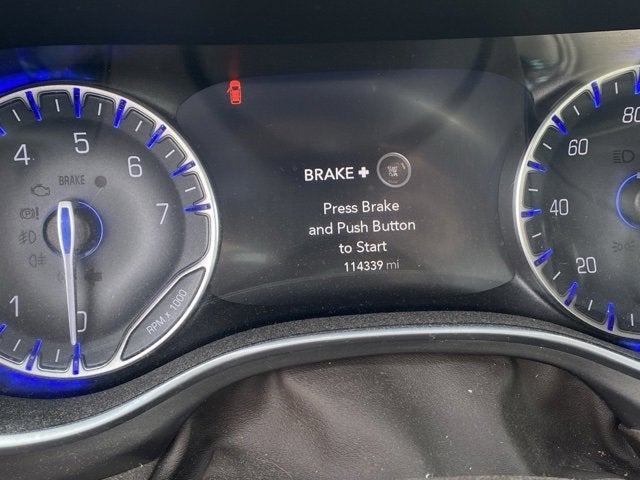 BRAKE +
Press Brake
and Push Button
to Start
114339 mi
BRAKE
0
1
4
5
6
7
RPM x 1000
20
40
60
80